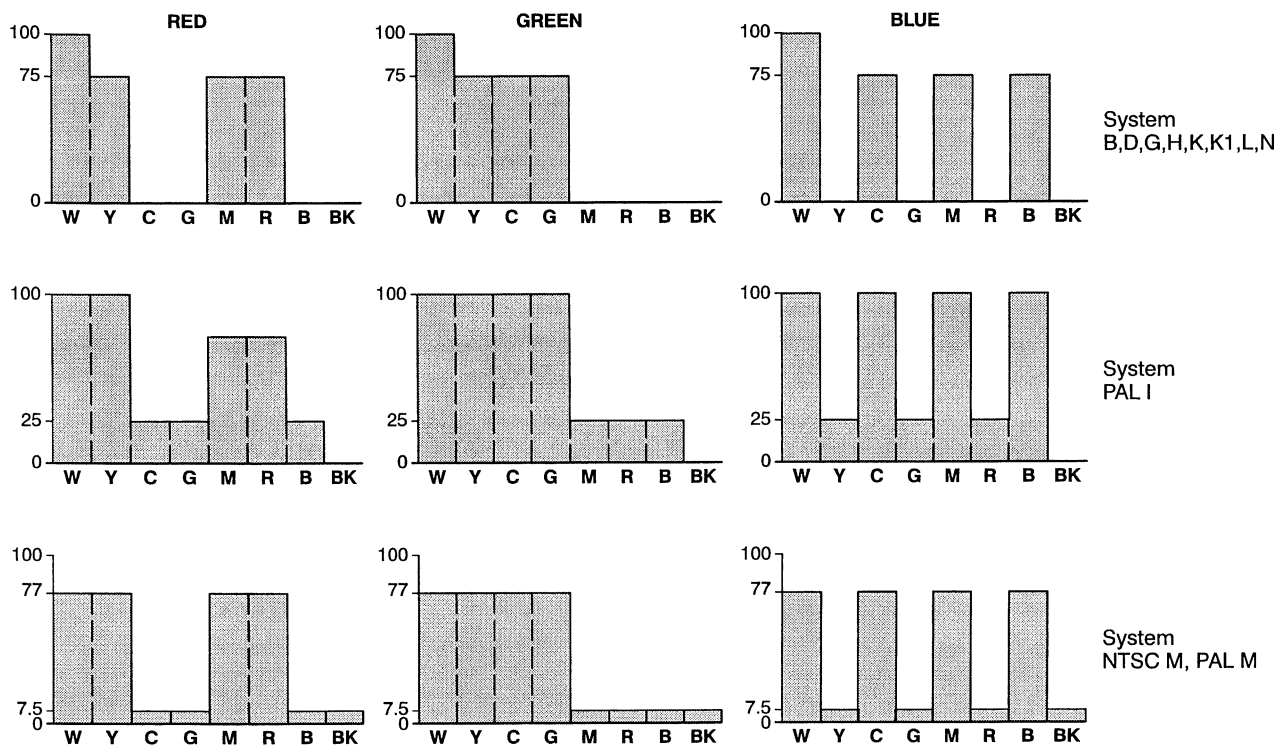 RED GREEN BLUE
100 100 100
75 75 75
System
B,D,G,H,K,K1,L,N
0 0 0
W Y C G M R B BK W Y C G M R B BK W Y C G M R B BK
100 100 100
System
PAL I
25 25 25
0 0 0
W Y C G M R B BK W Y C G M R B BK W Y C G M R B BK
100 100 100
77 77 77
System
NTSC M, PAL M
7.5 7.5 7.5
0 0 0
W Y C G M R B BK W Y C G M R B BK W Y C G M R B BK